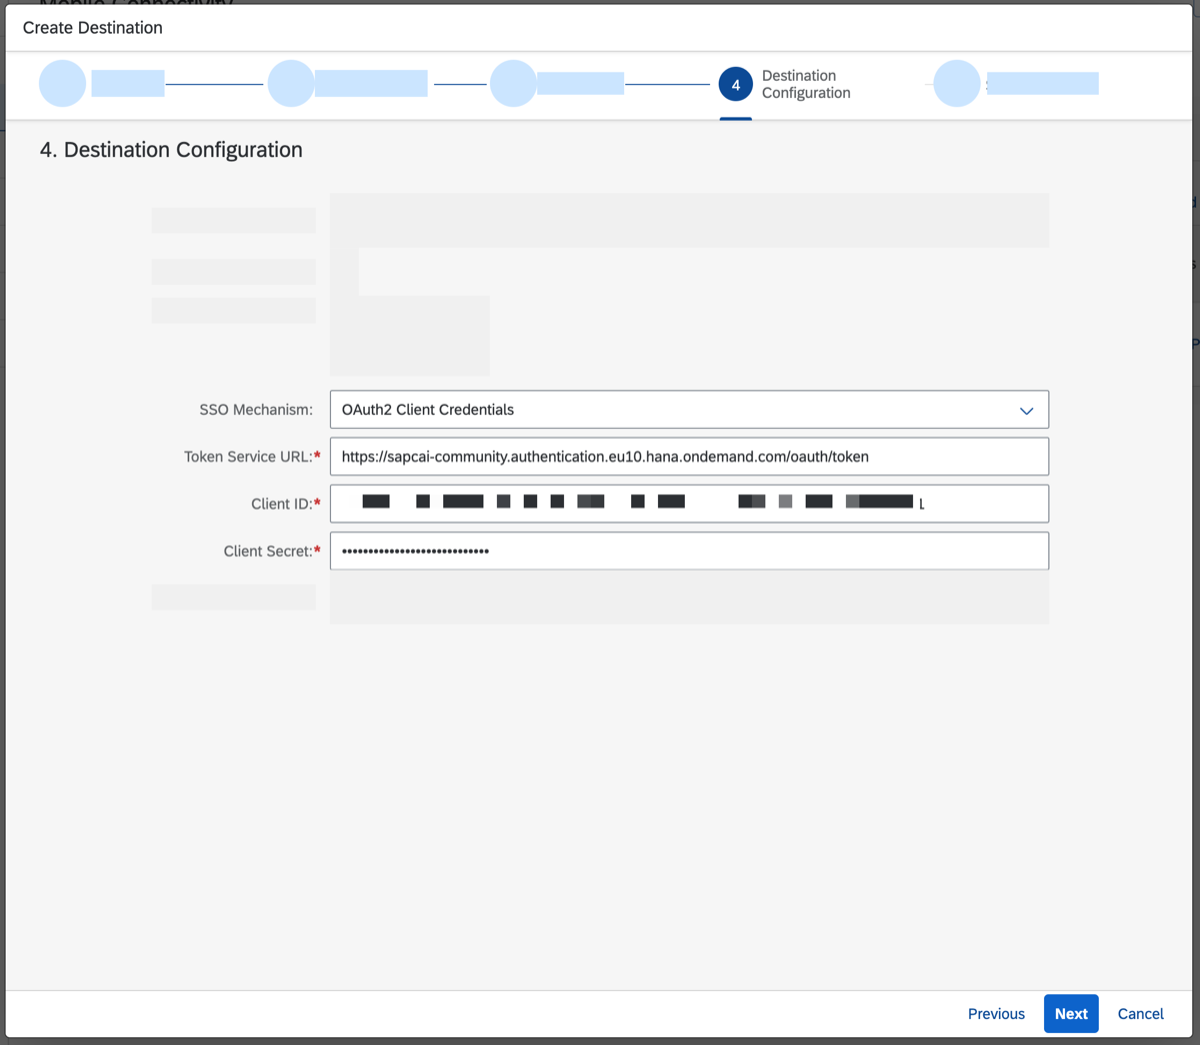 Create Destination
4
Destination
Configuration
4. Destination Configuration
SSO Mechanism:
OAuth2 Client Credentials
Token Service URL:*
https://sapcai-community.authentication.eu10.hana.ondemand.com/oauth/token
Client ID:*
Client Secret:*
•••••••••••••••••••••••••••••
Previous
Next
Cancel